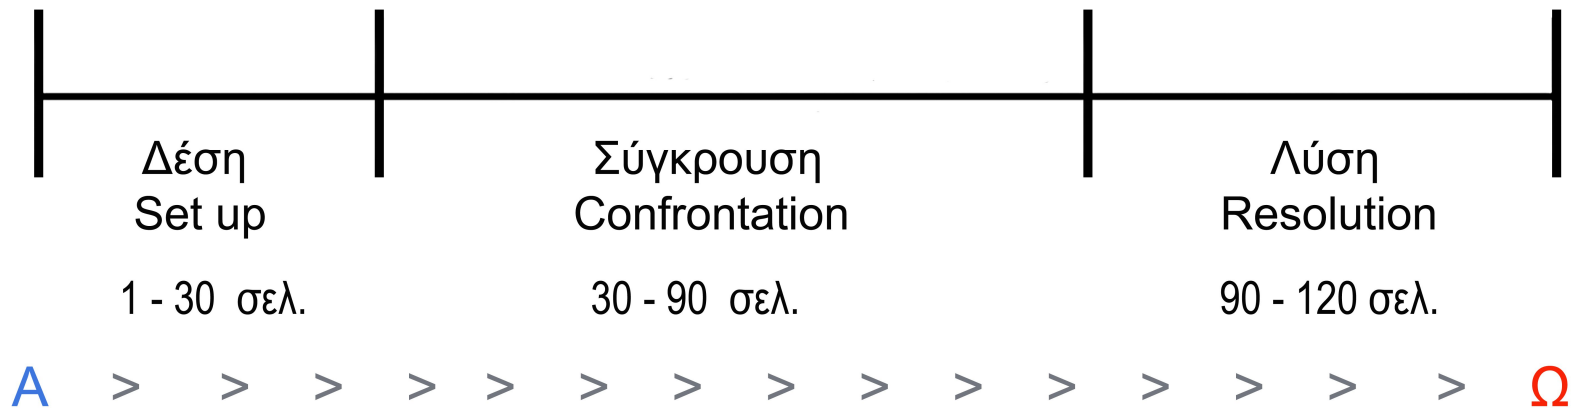 Δέση Σύγκρουση Λύση
Set up Confrontation Resolution
1 - 30 σελ. 30 - 90 σελ. 90 - 120 σελ.
Α > > > > > > > > > > > > > > > Ω